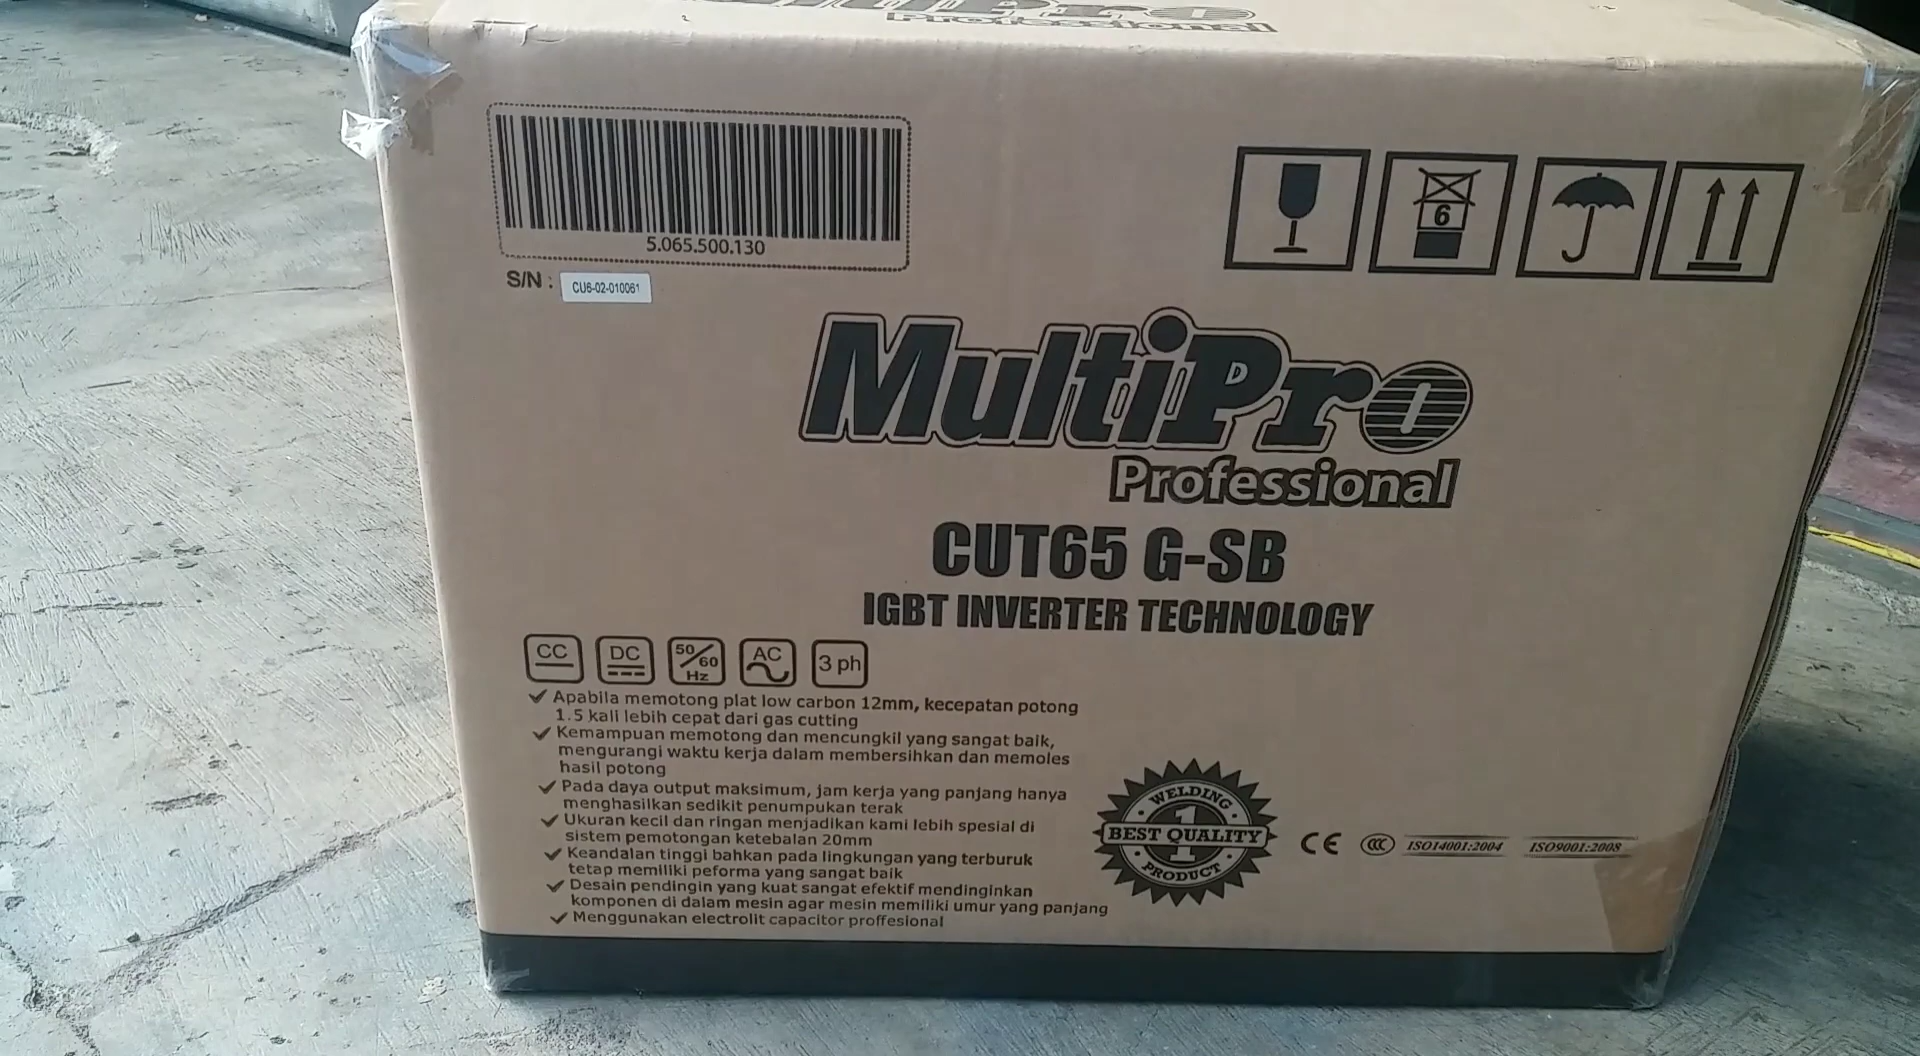 MultiPro
Professional
5.065.500.130
S/N : CU6-02-010061
6
MultiPro
Professional
CUT65 G-SB
IGBT INVERTER TECHNOLOGY
CC DC 50/60 Hz AC 3 ph
✔ Apabila memotong plat low carbon 12mm, kecepatan potong
1.5 kali lebih cepat dari gas cutting
✔ Kemampuan memotong dan mencungkil yang sangat baik,
mengurangi waktu kerja dalam membersihkan dan memoles
hasil potong
✔ Pada daya output maksimum, jam kerja yang panjang hanya
menghasilkan sedikit penumpukan terak
✔ Ukuran kecil dan ringan menjadikan kami lebih spesial di
sistem pemotongan ketebalan 20mm
✔ Keandalan tinggi bahkan pada lingkungan yang terburuk
tetap memiliki peforma yang sangat baik
✔ Desain pendingin yang kuat sangat efektif mendinginkan
komponen di dalam mesin agar mesin memiliki umur yang panjang
✔ Menggunakan electrolit capacitor proffesional
WELDING
1
BEST QUALITY
1
PRODUCT
CE CCC ISO14001:2004 ISO9001:2008